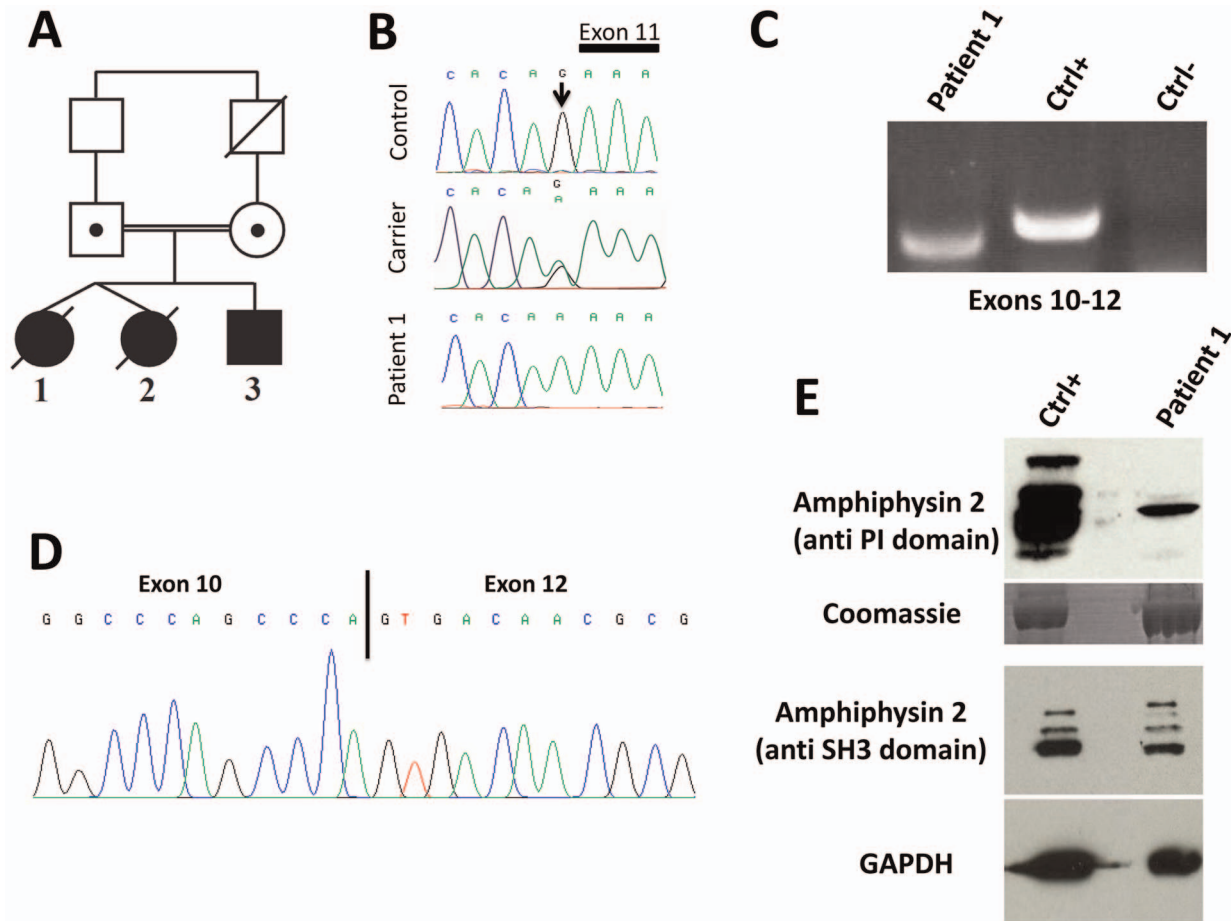 A
1
2
3
B
Exon 11
Control
C A C A G A A A
Carrier
G
C A C A A A A A
Patient 1
C A C A A A A A
C
Patient 1
Ctrl+
Ctrl-
Exons 10-12
D
Exon 10
Exon 12
G G C C C A G C C C A G T G A C A A C G C G
E
Ctrl+
Patient 1
Amphiphysin 2
(anti PI domain)
Coomassie
Amphiphysin 2
(anti SH3 domain)
GAPDH